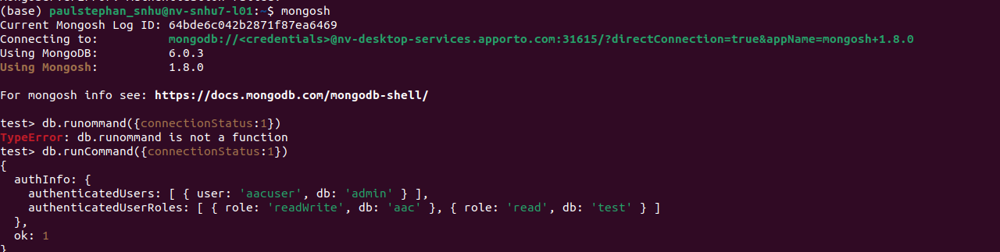 (base) paulstephan_snhu@nv-snhu7-l01:~$ mongosh
Current Mongosh Log ID: 64bde6c042b2871f87ea6469
Connecting to:          mongodb://<credentials>@nv-desktop-services.apporto.com:31615/?directConnection=true&appName=mongosh+1.8.0
Using MongoDB:          6.0.3
Using Mongosh:          1.8.0
For mongosh info see: https://docs.mongodb.com/mongodb-shell/
test> db.runommand({connectionStatus:1})
TypeError: db.runommand is not a function
test> db.runCommand({connectionStatus:1})
{
  authInfo: {
    authenticatedUsers: [ { user: 'aacuser', db: 'admin' } ],
    authenticatedUserRoles: [ { role: 'readWrite', db: 'aac' }, { role: 'read', db: 'test' } ]
  },
  ok: 1
}